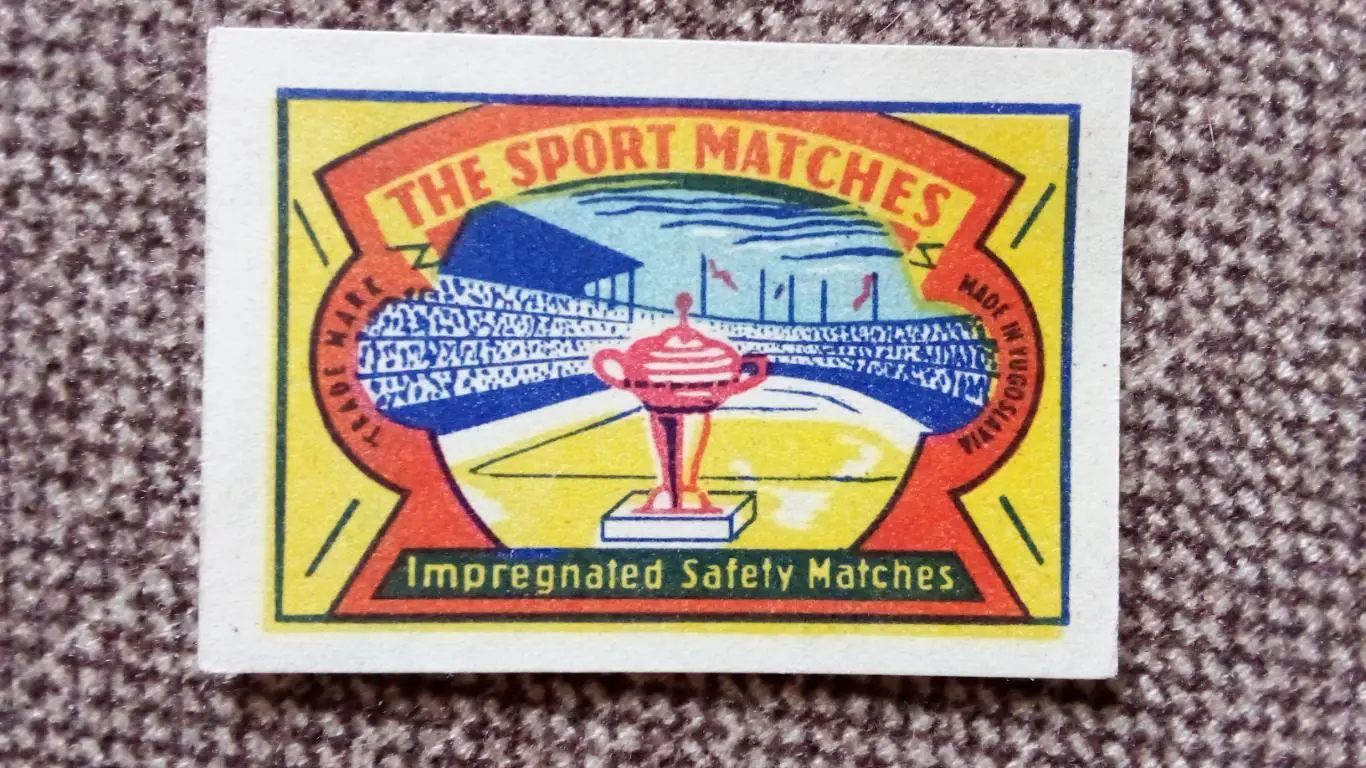 THE SPORT MATCHES
TRADE MARK
MADE IN YUGOSLAVIA
Impregnated Safety Matches